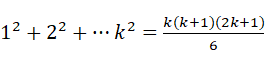 1² + 2² + ⋯ k² = k(k+1)(2k+1)/6